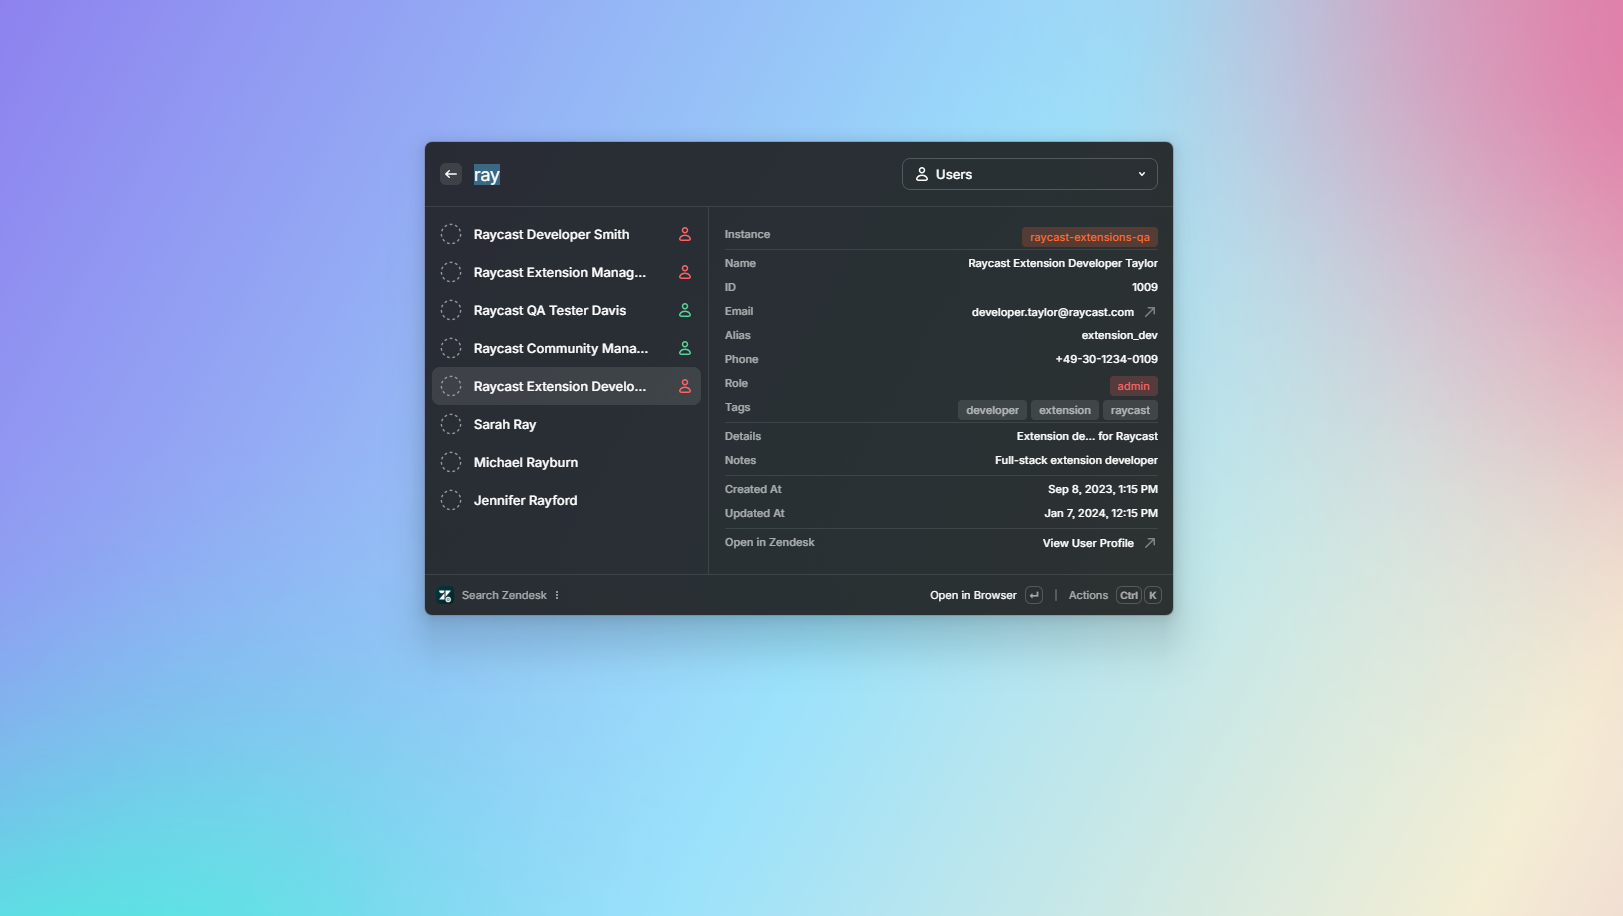 ray
Users
Raycast Developer Smith
Raycast Extension Manag...
Raycast QA Tester Davis
Raycast Community Mana...
Raycast Extension Develo...
Sarah Ray
Michael Rayburn
Jennifer Rayford
Instance raycast-extensions-qa
Name Raycast Extension Developer Taylor
ID 1009
Email developer.taylor@raycast.com
Alias extension_dev
Phone +49-30-1234-0109
Role admin
Tags developer extension raycast
Details Extension de... for Raycast
Notes Full-stack extension developer
Created At Sep 8, 2023, 1:15 PM
Updated At Jan 7, 2024, 12:15 PM
Open in Zendesk View User Profile
Search Zendesk Open in Browser | Actions Ctrl K